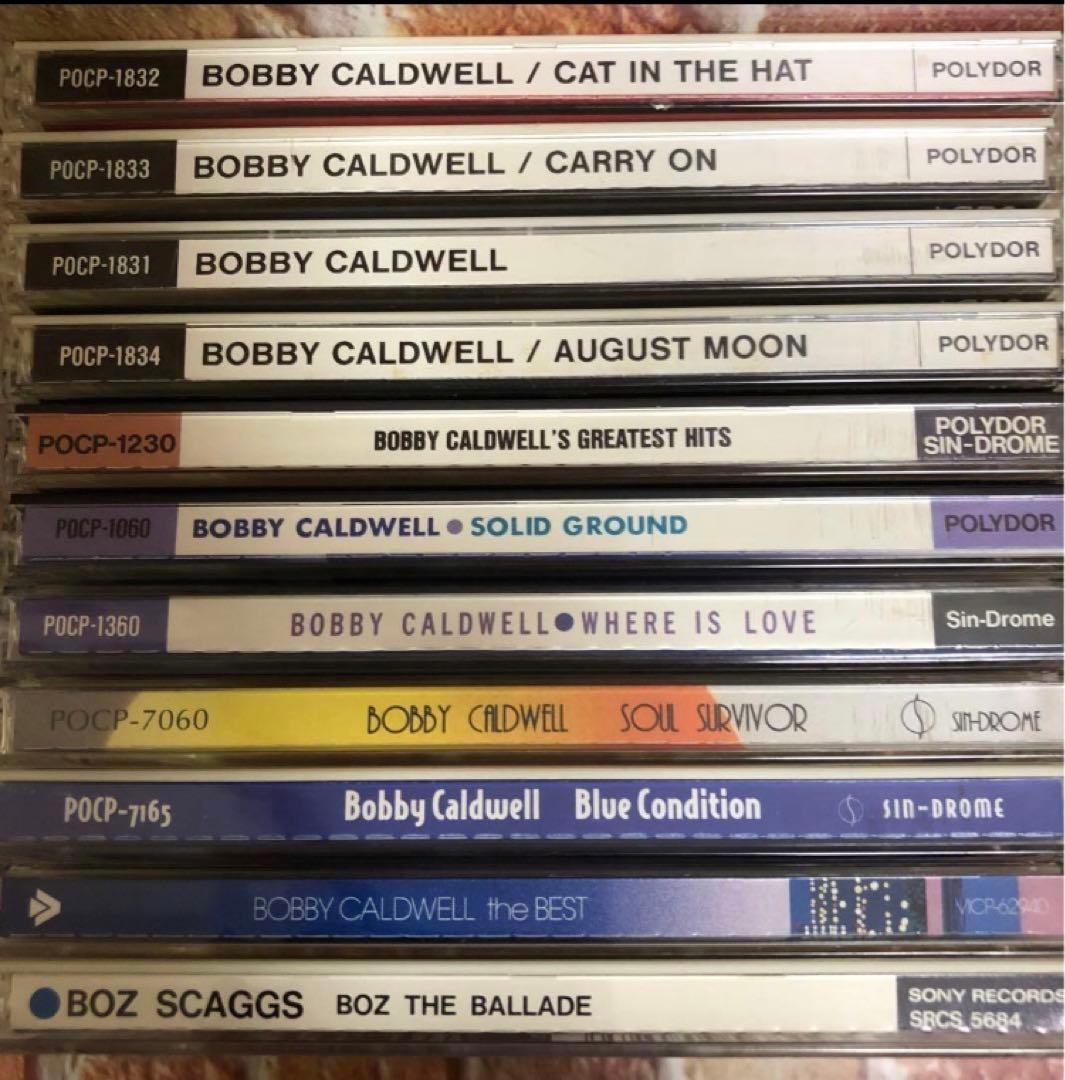 POCP-1832 BOBBY CALDWELL / CAT IN THE HAT POLYDOR
POCP-1833 BOBBY CALDWELL / CARRY ON POLYDOR
POCP-1831 BOBBY CALDWELL POLYDOR
POCP-1834 BOBBY CALDWELL / AUGUST MOON POLYDOR
POCP-1230 BOBBY CALDWELL'S GREATEST HITS POLYDOR
SIN-DROME
POCP-1060 BOBBY CALDWELL • SOLID GROUND POLYDOR
POCP-1360 BOBBY CALDWELL●WHERE IS LOVE Sin-Drome
POCP-7060 BOBBY CALDWELL SOUL SURVIVOR SIN-DROME
POCP-7165 Bobby Caldwell Blue Condition SIN-DROME
BOBBY CALDWELL the BEST VICP-62940
●BOZ SCAGGS BOZ THE BALLADE SONY RECORDS
SRCS 5684